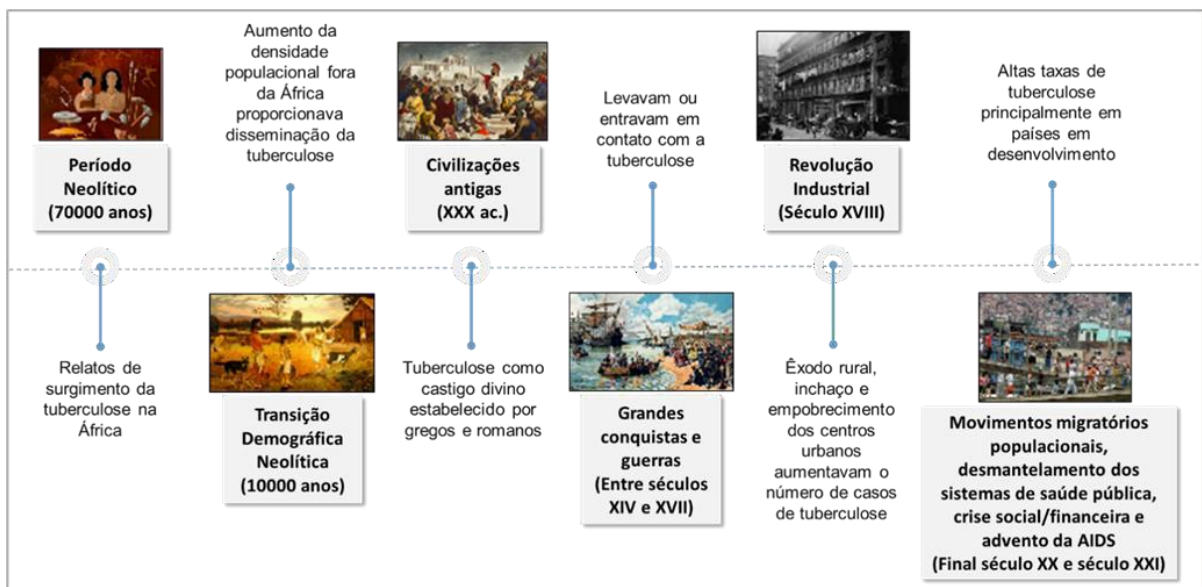 Período
Neolítico
(70000 anos)
Relatos de
surgimento da
tuberculose na
África
Aumento da
densidade
populacional fora
da África
proporcionava
disseminação da
tuberculose
Transição
Demográfica
Neolítica
(10000 anos)
Civilizações
antigas
(XXX ac.)
Tuberculose como
castigo divino
estabelecido por
gregos e romanos
Levavam ou
entravam em
contato com a
tuberculose
Grandes
conquistas e
guerras
(Entre séculos
XIV e XVII)
Revolução
Industrial
(Século XVIII)
Êxodo rural,
inchaço e
empobrecimento
dos centros
urbanos
aumentavam o
número de casos
de tuberculose
Altas taxas de
tuberculose
principalmente em
países em
desenvolvimento
Movimentos migratórios
populacionais,
desmantelamento dos
sistemas de saúde pública,
crise social/financeira e
advento da AIDS
(Final século XX e século XXI)